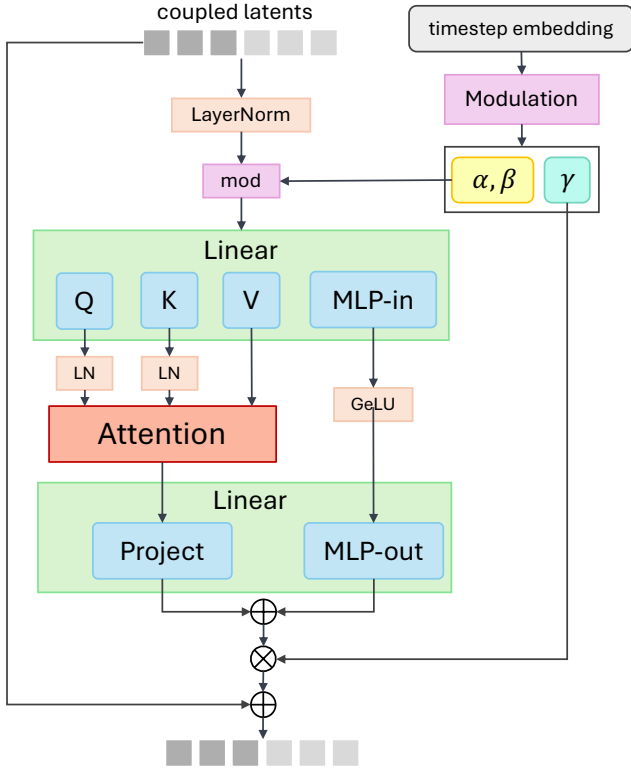 coupled latents
timestep embedding
Modulation
LayerNorm
mod
α, β
γ
Linear
Q
K
V
MLP-in
LN
LN
GeLU
Attention
Linear
Project
MLP-out